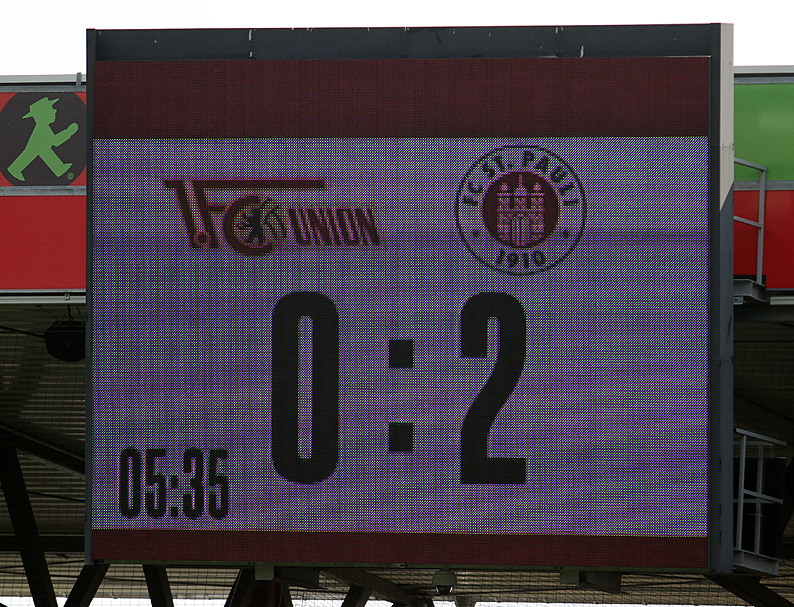 1. FC UNION
FC ST. PAULI
1910
0:2
05:35
®